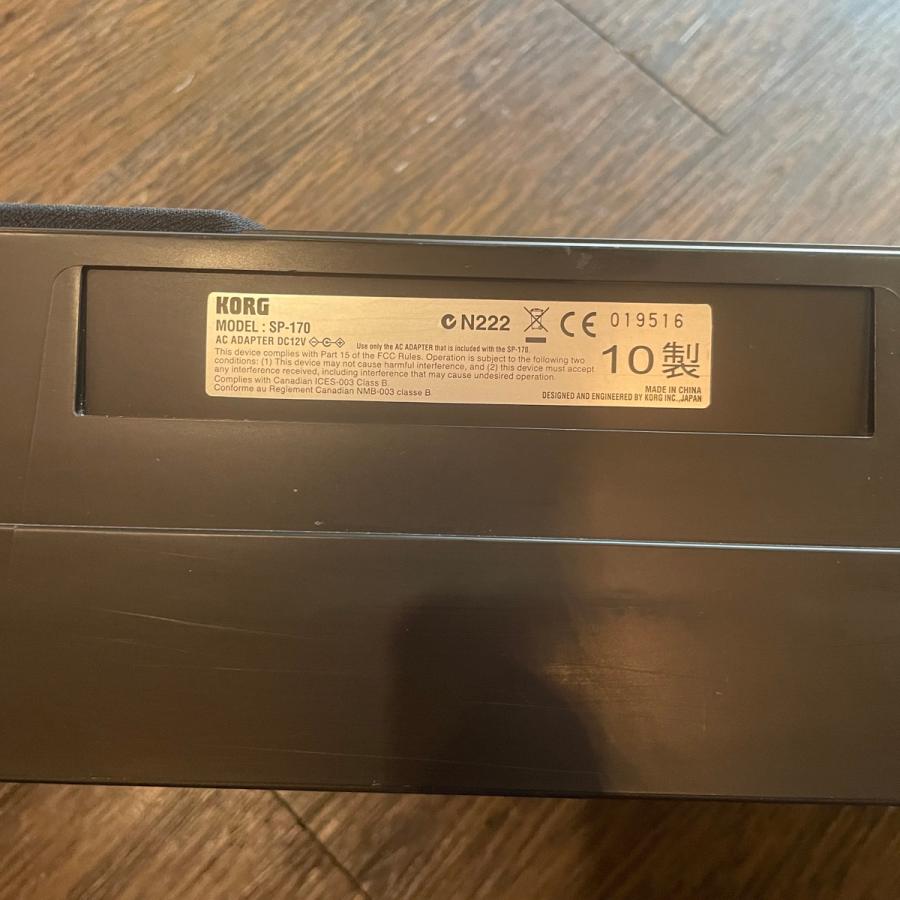 KORG
MODEL : SP-170
AC ADAPTER DC12V
Use only the AC ADAPTER that is included with the SP-170.
This device complies with Part 15 of the FCC Rules. Operation is subject to the following two
conditions: (1) This device may not cause harmful interference, and (2) this device must accept
any interference received, including interference that may cause undesired operation.
Complies with Canadian ICES-003 Class B.
Conforme au Reglement Canadian NMB-003 classe B.
N222
CE
019516
10製
MADE IN CHINA
DESIGNED AND ENGINEERED BY KORG INC.,JAPAN